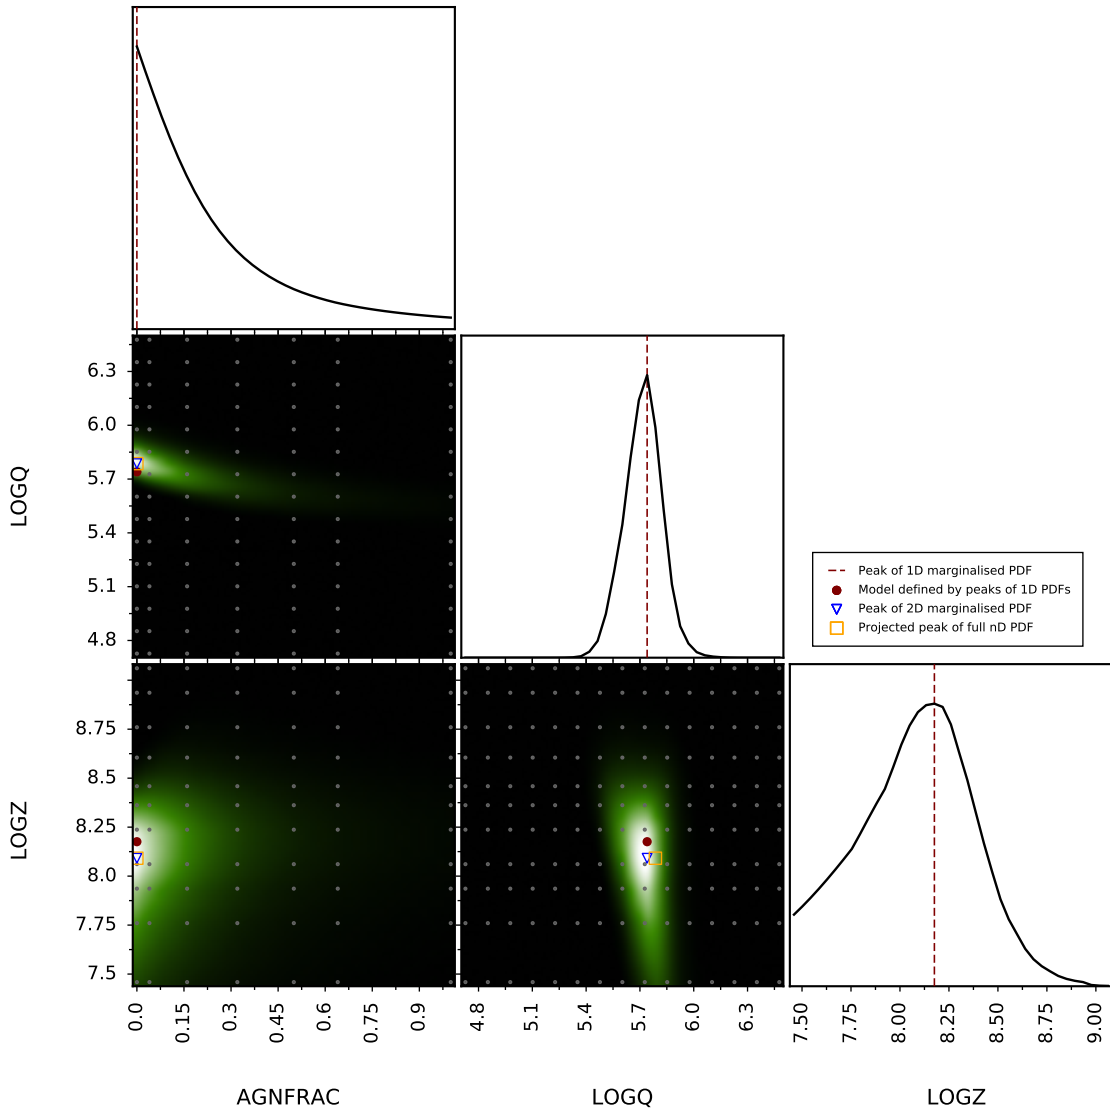 6.3
6.0
5.7
5.4
5.1
4.8
LOGQ
Peak of 1D marginalised PDF
Model defined by peaks of 1D PDFs
Peak of 2D marginalised PDF
Projected peak of full nD PDF
8.75
8.5
8.25
8.0
7.75
7.5
LOGZ
0.0 0.15 0.3 0.45 0.6 0.75 0.9
4.8 5.1 5.4 5.7 6.0 6.3
7.50 7.75 8.00 8.25 8.50 8.75 9.00
AGNFRAC LOGQ LOGZ